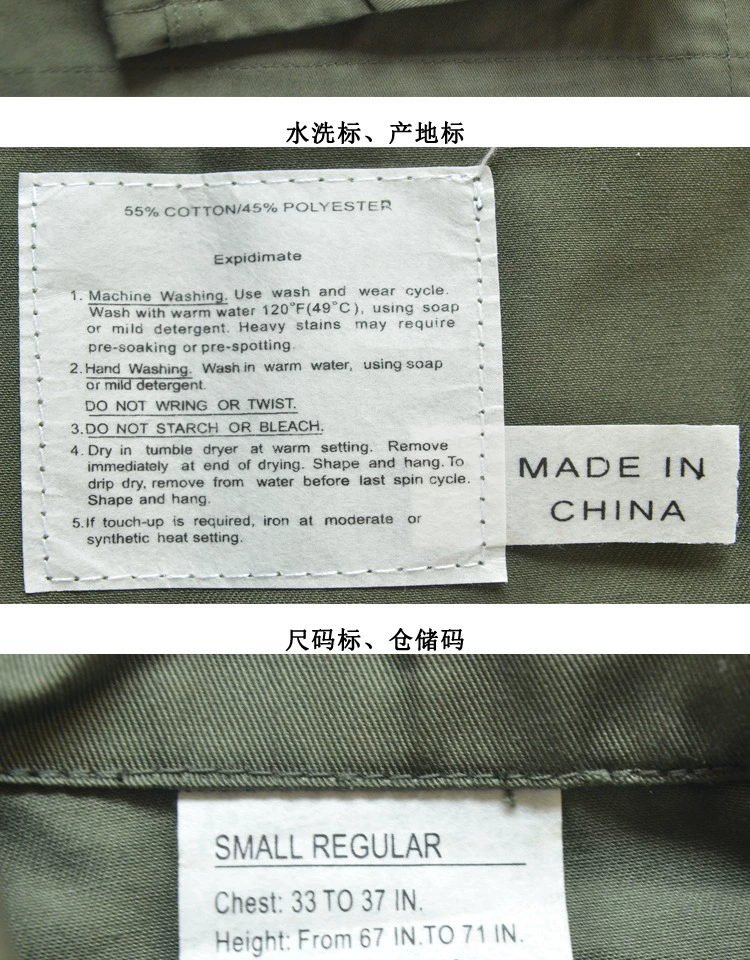 水洗标、产地标
55% COTTON/45% POLYESTER
Expidimate
1. Machine Washing. Use wash and wear cycle.
Wash with warm water 120°F(49°C), using soap
or mild detergent. Heavy stains may require
pre-soaking or pre-spotting.
2. Hand Washing. Wash in warm water, using soap
or mild detergent.
DO NOT WRING OR TWIST.
3. DO NOT STARCH OR BLEACH.
4. Dry in tumble dryer at warm setting. Remove
immediately at end of drying. Shape and hang. To
drip dry, remove from water before last spin cycle.
Shape and hang.
5. If touch-up is required, iron at moderate or
synthetic heat setting.
MADE IN
CHINA
尺码标、仓储码
SMALL REGULAR
Chest: 33 TO 37 IN.
Height: From 67 IN. TO 71 IN.